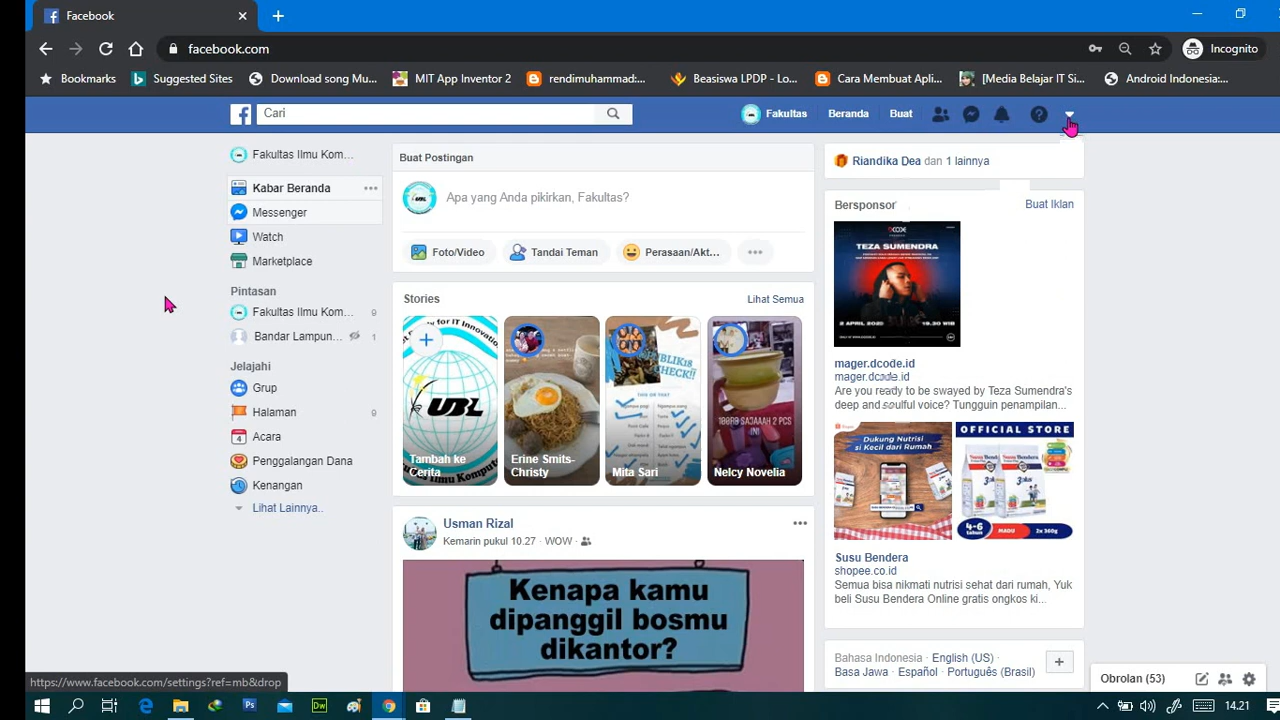 Facebook
facebook.com
Incognito
Bookmarks
Suggested Sites
Download song Mu...
MIT App Inventor 2
rendimuhammad:...
Beasiswa LPDP - Lo...
Cara Membuat Apli...
[Media Belajar IT Si...
Android Indonesia:...
Cari
Fakultas
Beranda
Buat
Fakultas Ilmu Kom...
Kabar Beranda
Messenger
Watch
Marketplace
Pintasan
Fakultas Ilmu Kom... 9
Bandar Lampun... 1
Jelajahi
Grup
Halaman 9
Acara
Penggalangan Dana
Kenangan
Lihat Lainnya..
Buat Postingan
Apa yang Anda pikirkan, Fakultas?
Foto/Video
Tandai Teman
Perasaan/Akt...
Stories
Lihat Semua
UBL
Tambah ke
Cerita
Erine Smits-
Christy
CHECK!!
Mita Sari
Nelcy Novelia
Usman Rizal
Kemarin pukul 10.27 · WOW ·
Kenapa kamu
dipanggil bosmu
dikantor?
Riandika Dea dan 1 lainnya
Bersponsor
Buat Iklan
TEZA SUMENDRA
19.30 WIB
mager.dcode.id
mager.dcode.id
Are you ready to be swayed by Teza Sumendra's
deep and soulful voice? Tungguin penampilan...
Dukung Nutrisi
si Kecil dari Rumah
OFFICIAL STORE
4-6
MADU
2x 360g
Susu Bendera
shopee.co.id
Semua bisa nikmati nutrisi sehat dari rumah, Yuk
beli Susu Bendera Online gratis ongkos ki...
Bahasa Indonesia · English (US) ·
Basa Jawa · Español · Português (Brasil)
Obrolan (53)
https://www.facebook.com/settings?ref=mb&drop
14.21